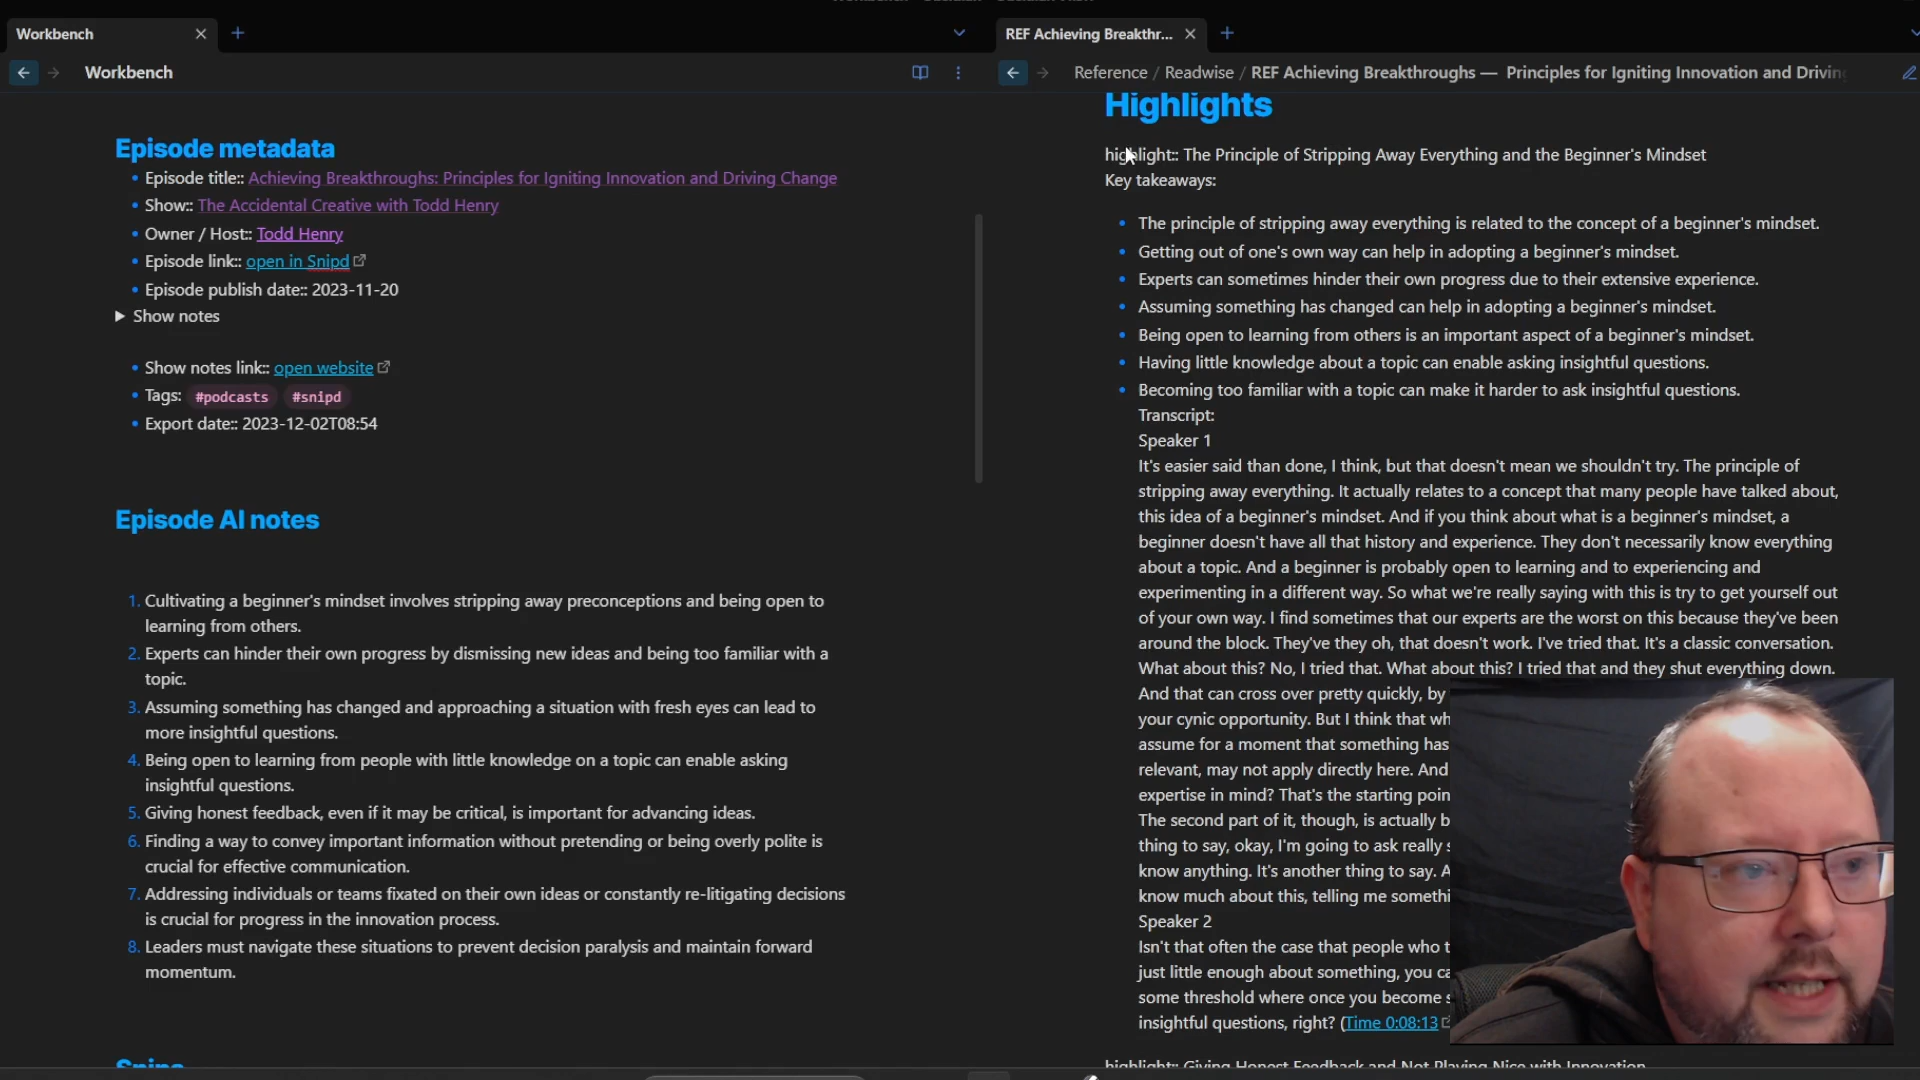 Workbench
REF Achieving Breakthr...
Workbench
Reference / Readwise / REF Achieving Breakthroughs — Principles for Igniting Innovation and Drivin
Episode metadata
Episode title:: Achieving Breakthroughs: Principles for Igniting Innovation and Driving Change
Show:: The Accidental Creative with Todd Henry
Owner / Host:: Todd Henry
Episode link:: open in Snipd
Episode publish date:: 2023-11-20
Show notes
Show notes link:: open website
Tags: #podcasts #snipd
Export date:: 2023-12-02T08:54
Episode AI notes
1. Cultivating a beginner's mindset involves stripping away preconceptions and being open to
learning from others.
2. Experts can hinder their own progress by dismissing new ideas and being too familiar with a
topic.
3. Assuming something has changed and approaching a situation with fresh eyes can lead to
more insightful questions.
4. Being open to learning from people with little knowledge on a topic can enable asking
insightful questions.
5. Giving honest feedback, even if it may be critical, is important for advancing ideas.
6. Finding a way to convey important information without pretending or being overly polite is
crucial for effective communication.
7. Addressing individuals or teams fixated on their own ideas or constantly re-litigating decisions
is crucial for progress in the innovation process.
8. Leaders must navigate these situations to prevent decision paralysis and maintain forward
momentum.
Snips
Highlights
highlight:: The Principle of Stripping Away Everything and the Beginner's Mindset
Key takeaways:
The principle of stripping away everything is related to the concept of a beginner's mindset.
Getting out of one's own way can help in adopting a beginner's mindset.
Experts can sometimes hinder their own progress due to their extensive experience.
Assuming something has changed can help in adopting a beginner's mindset.
Being open to learning from others is an important aspect of a beginner's mindset.
Having little knowledge about a topic can enable asking insightful questions.
Becoming too familiar with a topic can make it harder to ask insightful questions.
Transcript:
Speaker 1
It's easier said than done, I think, but that doesn't mean we shouldn't try. The principle of
stripping away everything. It actually relates to a concept that many people have talked about,
this idea of a beginner's mindset. And if you think about what is a beginner's mindset, a
beginner doesn't have all that history and experience. They don't necessarily know everything
about a topic. And a beginner is probably open to learning and to experiencing and
experimenting in a different way. So what we're really saying with this is try to get yourself out
of your own way. I find sometimes that our experts are the worst on this because they've been
around the block. They've they oh, that doesn't work. I've tried that. It's a classic conversation.
What about this? No, I tried that. What about this? I tried that and they shut everything down.
And that can cross over pretty quickly, by
your cynic opportunity. But I think that wh
assume for a moment that something has
relevant, may not apply directly here. And
expertise in mind? That's the starting poin
The second part of it, though, is actually b
thing to say, okay, I'm going to ask really s
know anything. It's another thing to say. A
know much about this, telling me somethi
Speaker 2
Isn't that often the case that people who t
just little enough about something, you ca
some threshold where once you become s
insightful questions, right? (Time 0:08:13
highlight:: Giving Honest Feedback and Not Playing Nice with Innovation